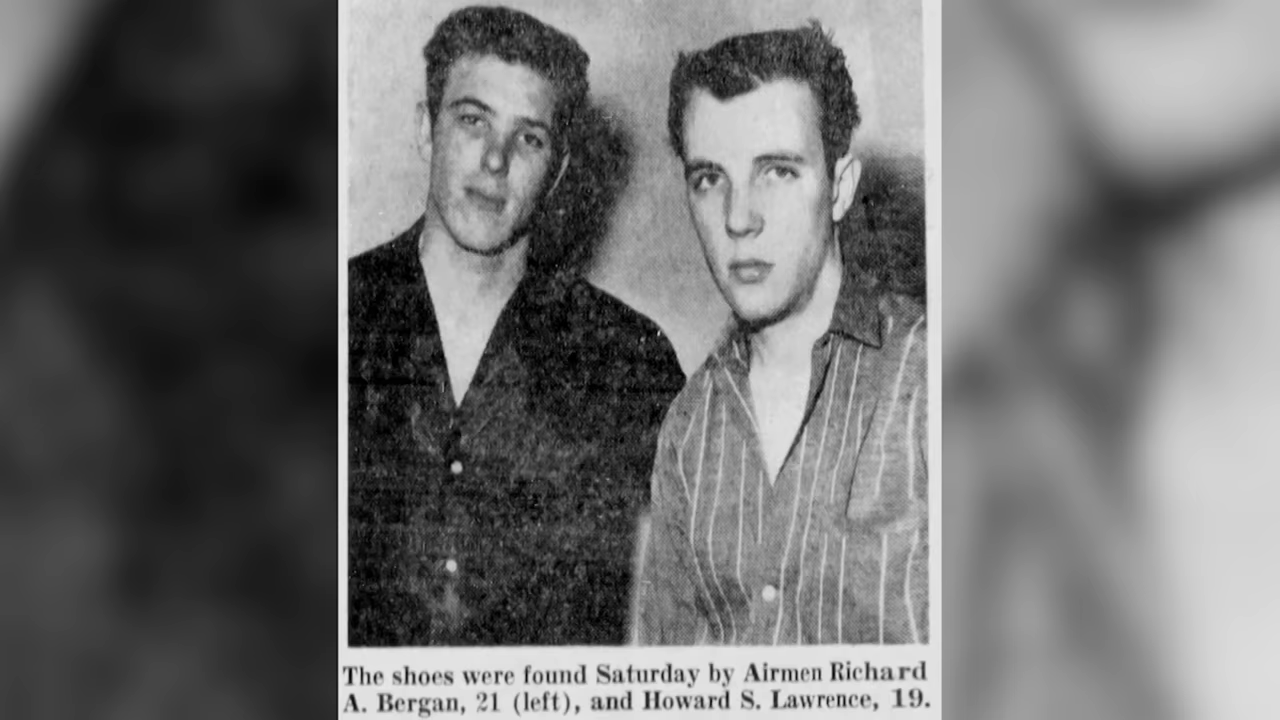 The shoes were found Saturday by Airmen Richard
A. Bergan, 21 (left), and Howard S. Lawrence, 19.